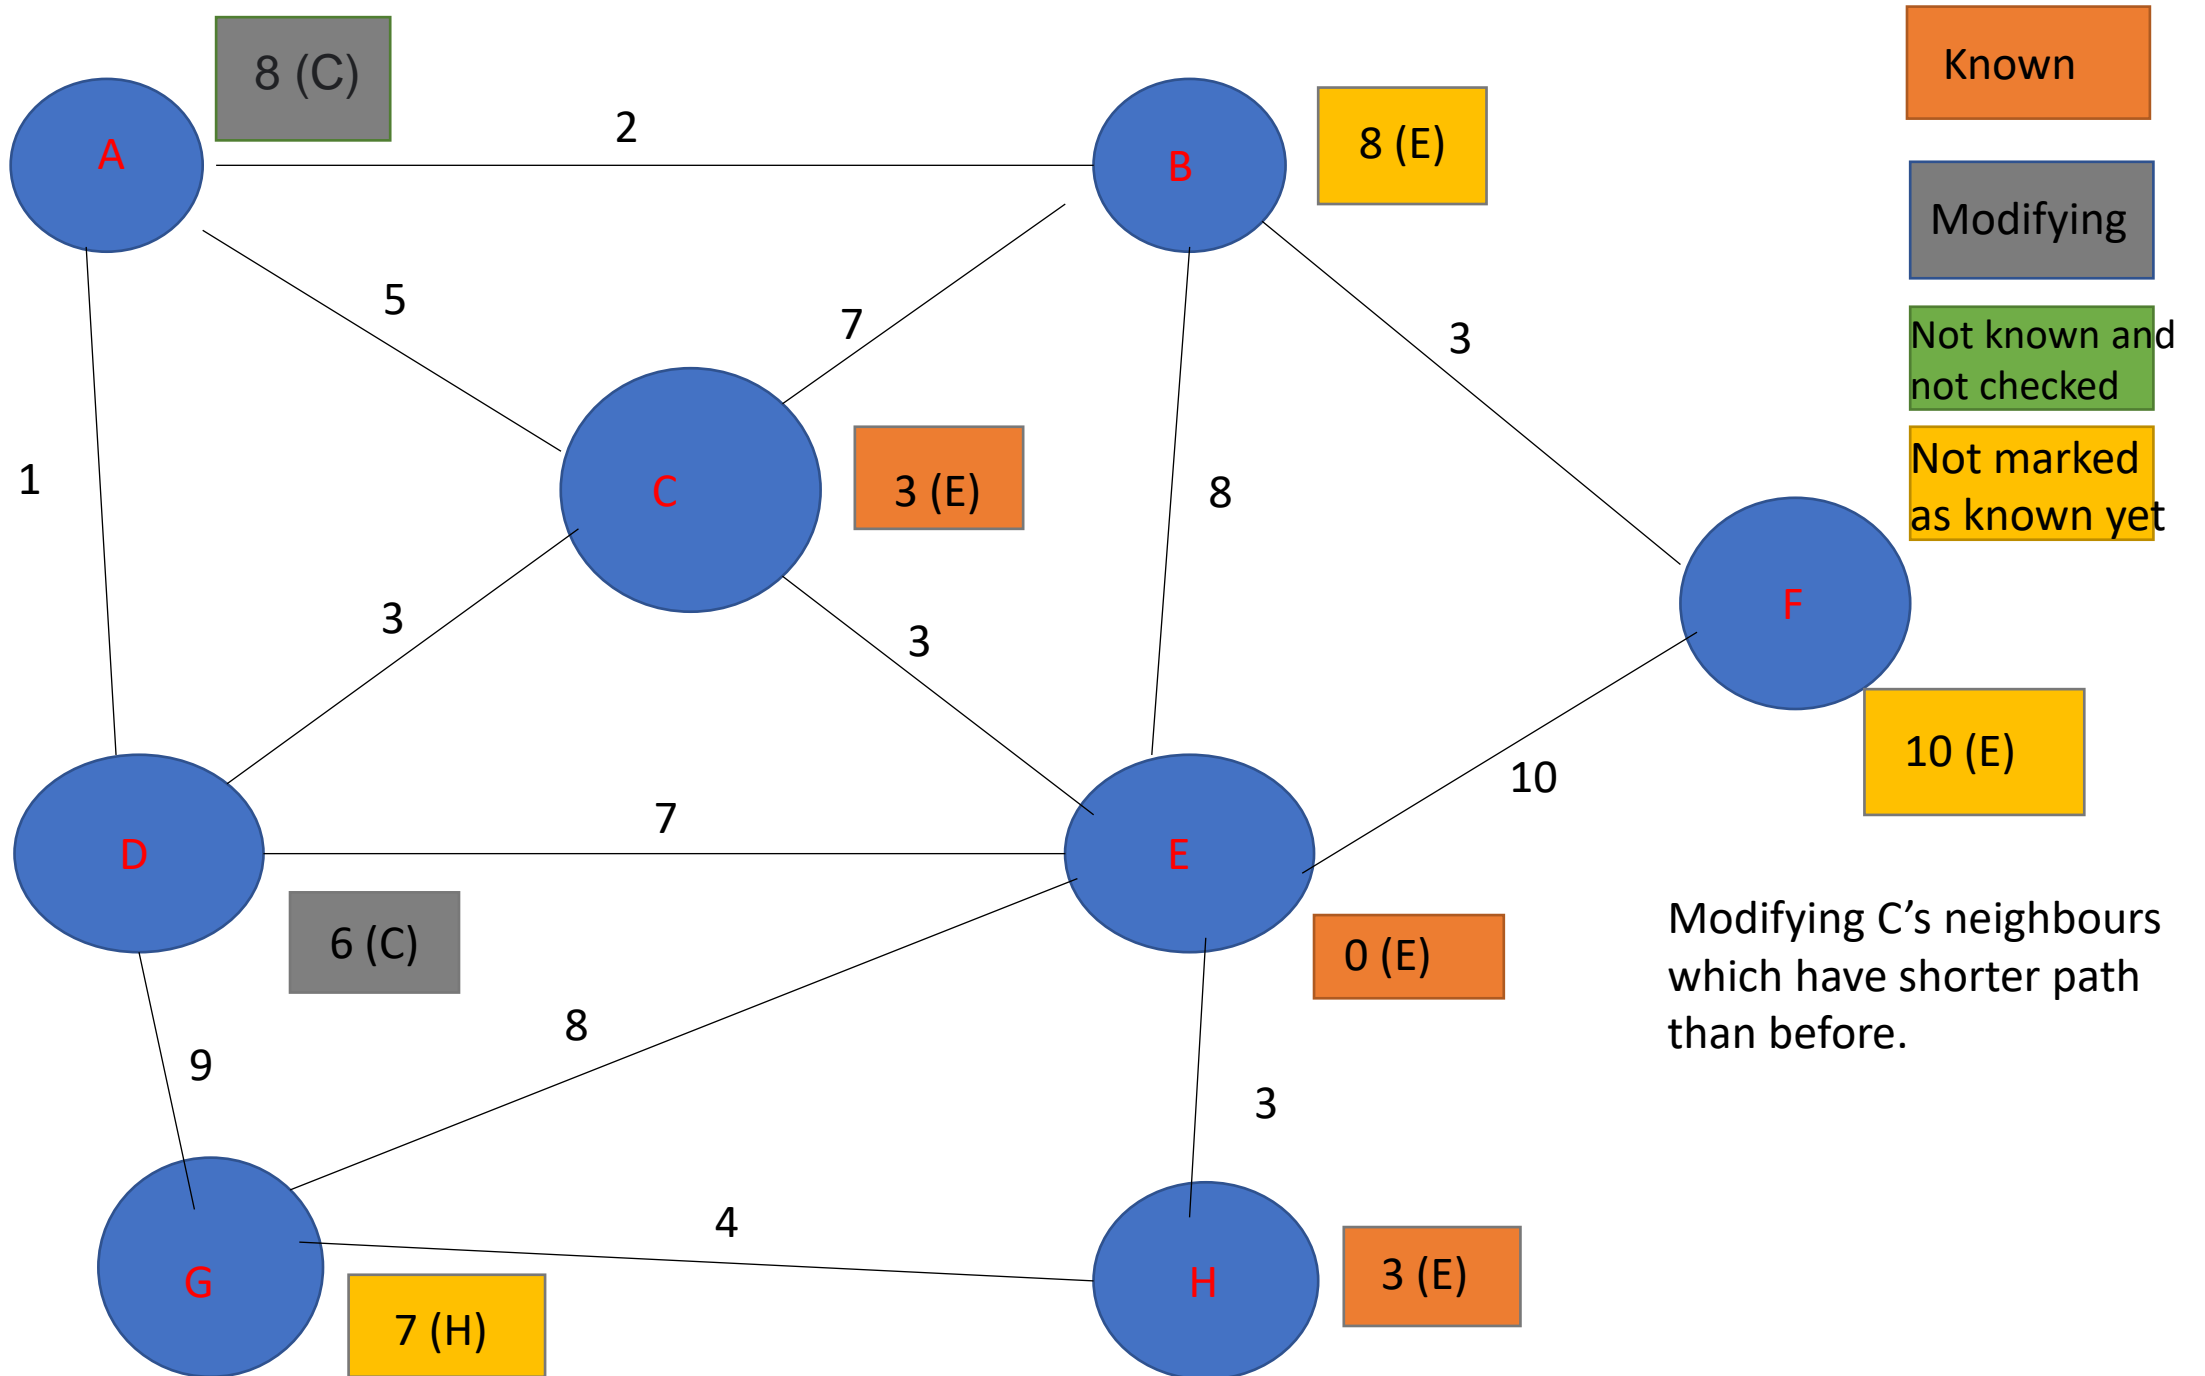 8 (C)
Known
A
2
B
8 (E)
Modifying
5
7
3
Not known and
not checked
1
C
3 (E)
8
Not marked
as known yet
3
3
F
D
7
E
10
10 (E)
6 (C)
0 (E)
Modifying C’s neighbours
which have shorter path
than before.
9
8
3
4
G
7 (H)
H
3 (E)